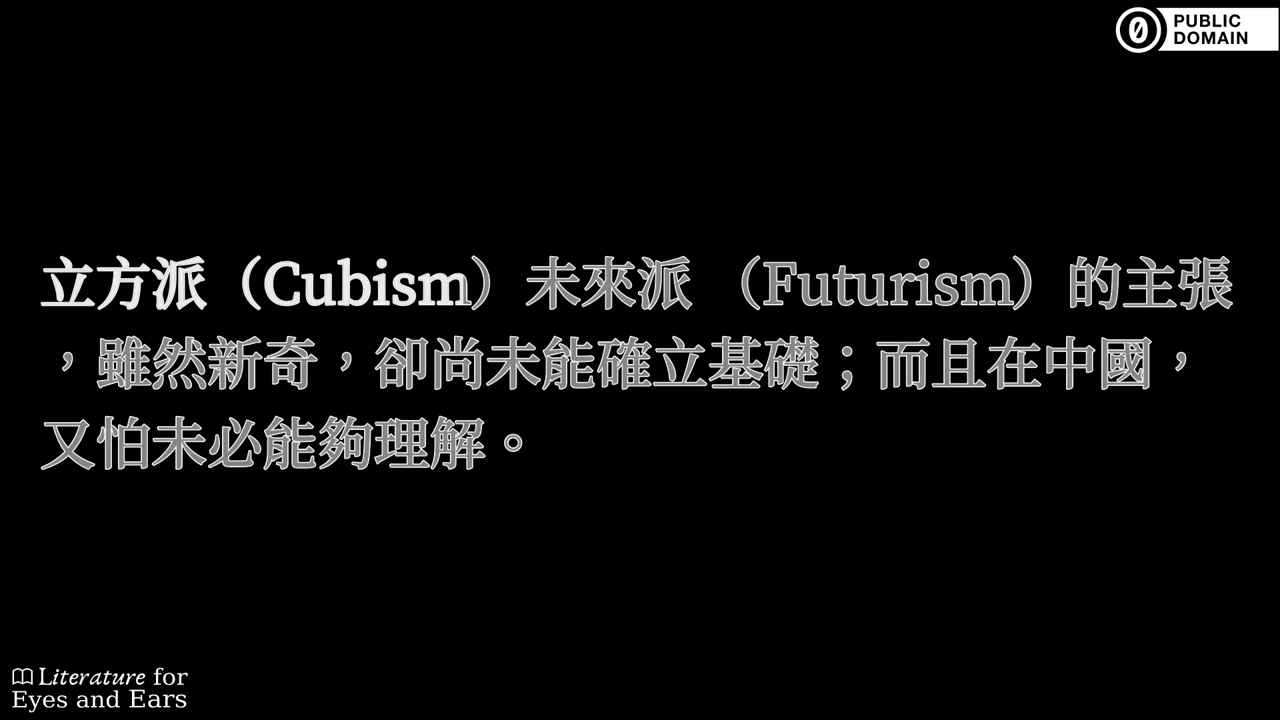 PUBLIC
DOMAIN
立方派（Cubism）未來派 （Futurism）的主張
，雖然新奇，卻尚未能確立基礎；而且在中國，
又怕未必能夠理解。
Literature for
Eyes and Ears